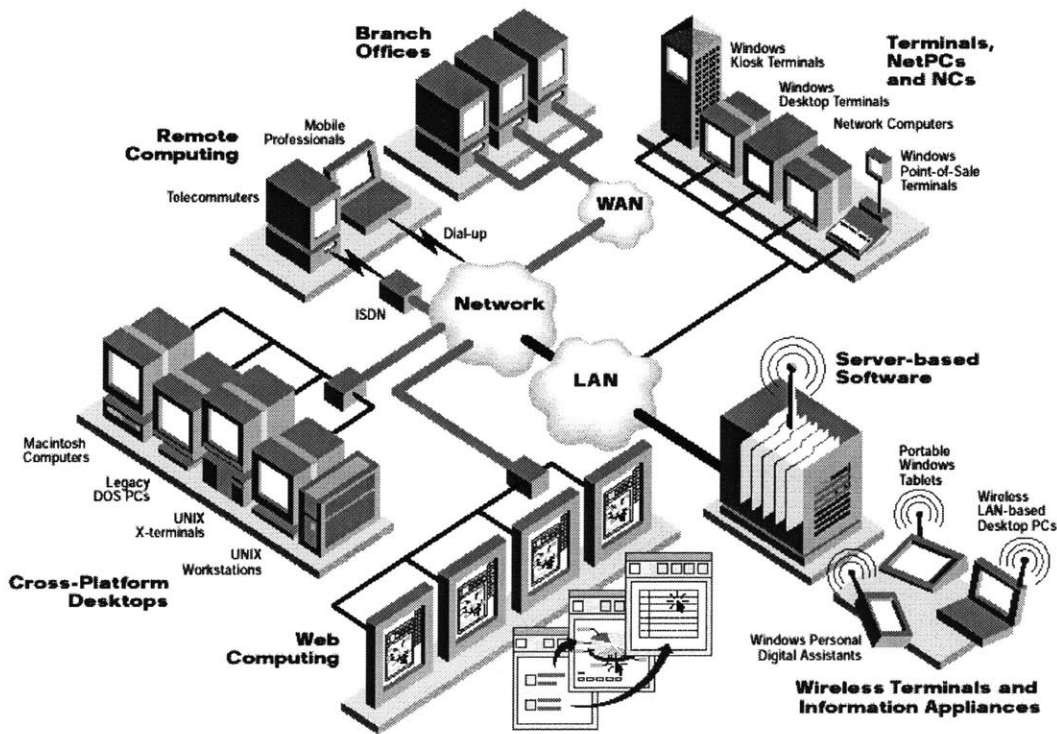 Branch
Offices
Windows
Kiosk Terminals
Terminals,
NetPCs
and NCs
Windows
Desktop Terminals
Network Computers
Windows
Point-of-Sale
Terminals
Remote
Computing
Mobile
Professionals
Telecommuters
WAN
Dial-up
ISDN
Network
LAN
Server-based
Software
Macintosh
Computers
Legacy
DOS PCs
UNIX
X-terminals
UNIX
Workstations
Cross-Platform
Desktops
Portable
Windows
Tablets
Wireless
LAN-based
Desktop PCs
Web
Computing
Windows Personal
Digital Assistants
Wireless Terminals and
Information Appliances